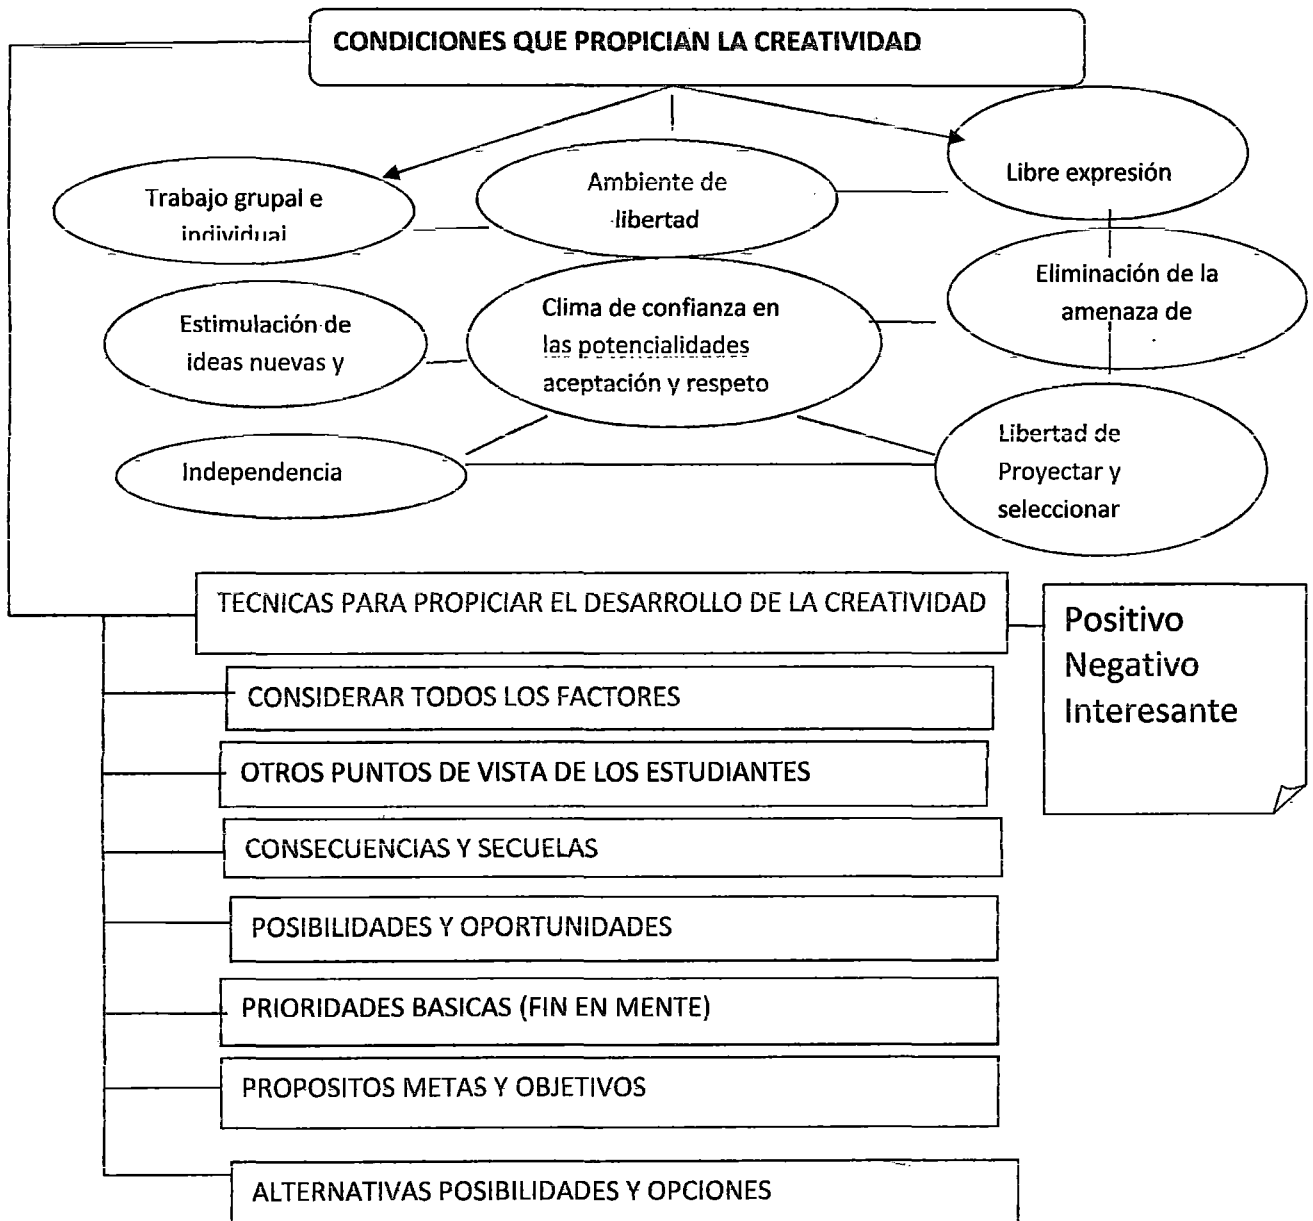 CONDICIONES QUE PROPICIAN LA CREATIVIDAD
Trabajo grupal e
individual
Ambiente de
libertad
Libre expresión
Estimulación de
ideas nuevas y
Clima de confianza en
las potencialidades
aceptación y respeto
Eliminación de la
amenaza de
Independencia
Libertad de
Proyectar y
seleccionar
TECNICAS PARA PROPICIAR EL DESARROLLO DE LA CREATIVIDAD
Positivo
Negativo
Interesante
CONSIDERAR TODOS LOS FACTORES
OTROS PUNTOS DE VISTA DE LOS ESTUDIANTES
CONSECUENCIAS Y SECUELAS
POSIBILIDADES Y OPORTUNIDADES
PRIORIDADES BASICAS (FIN EN MENTE)
PROPOSITOS METAS Y OBJETIVOS
ALTERNATIVAS POSIBILIDADES Y OPCIONES